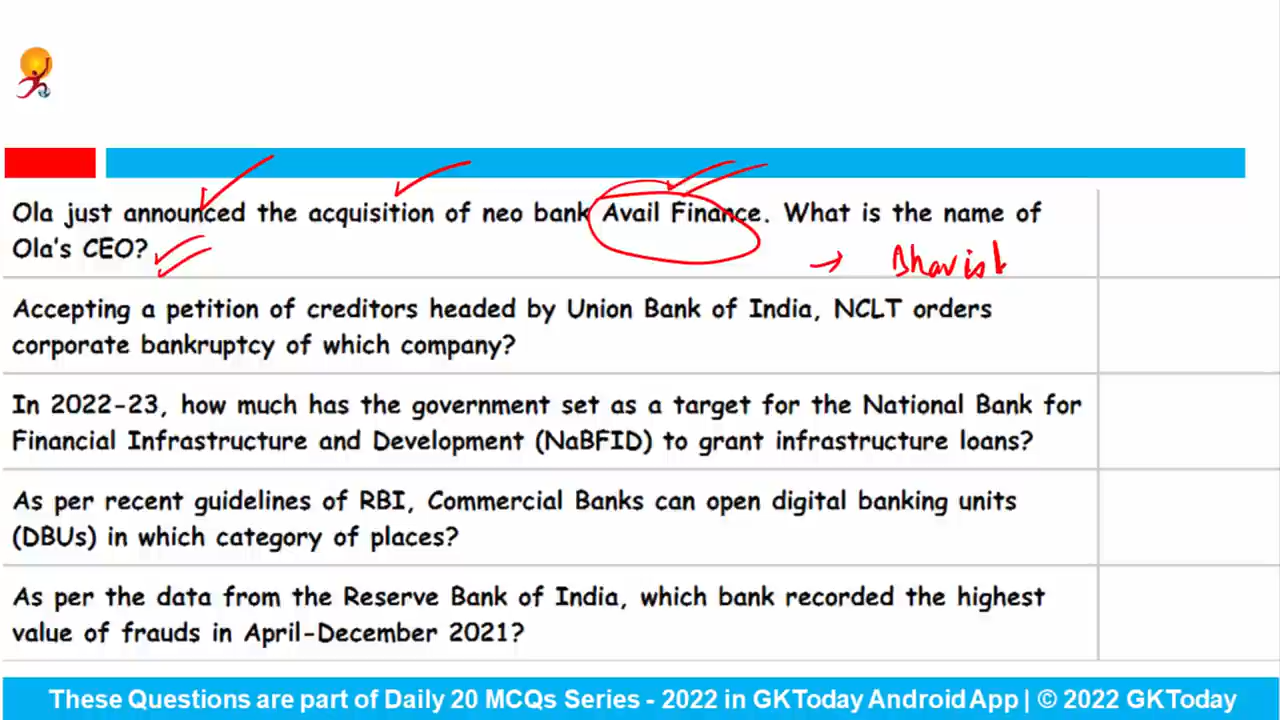 Ola just announced the acquisition of neo bank Avail Finance. What is the name of
Ola's CEO?
→ Bhavish
Accepting a petition of creditors headed by Union Bank of India, NCLT orders
corporate bankruptcy of which company?
In 2022-23, how much has the government set as a target for the National Bank for
Financial Infrastructure and Development (NaBFID) to grant infrastructure loans?
As per recent guidelines of RBI, Commercial Banks can open digital banking units
(DBUs) in which category of places?
As per the data from the Reserve Bank of India, which bank recorded the highest
value of frauds in April-December 2021?
These Questions are part of Daily 20 MCQs Series - 2022 in GKToday Android App | © 2022 GKToday